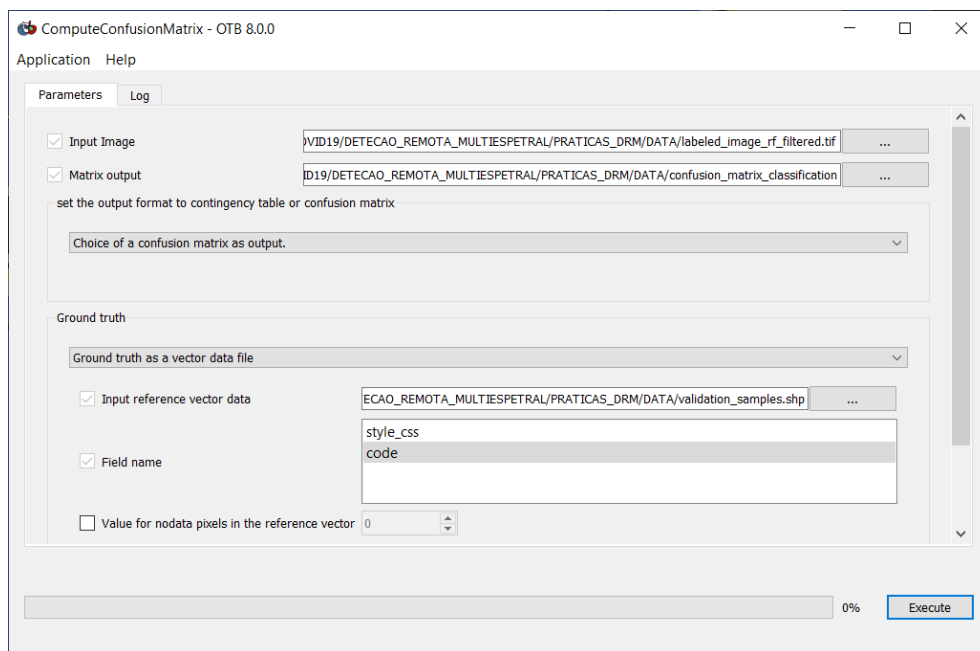 ComputeConfusionMatrix - OTB 8.0.0
Application Help
Parameters Log
Input Image OVID19/DETECAO_REMOTA_MULTIESPETRAL/PRATICAS_DRM/DATA/labeled_image_rf_filtered.tif ...
Matrix output ID19/DETECAO_REMOTA_MULTIESPETRAL/PRATICAS_DRM/DATA/confusion_matrix_classification ...
set the output format to contingency table or confusion matrix
Choice of a confusion matrix as output.
Ground truth
Ground truth as a vector data file
Input reference vector data ECAO_REMOTA_MULTIESPETRAL/PRATICAS_DRM/DATA/validation_samples.shp ...
style_css
code
Field name
Value for nodata pixels in the reference vector 0
0% Execute